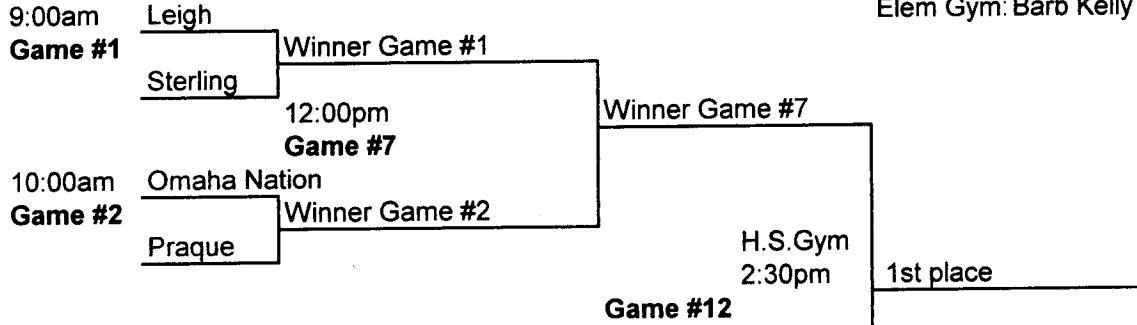 Elem Gym: Barb Kelly
9:00am Leigh
Game #1
Winner Game #1
Sterling
12:00pm
Game #7
Winner Game #7
10:00am Omaha Nation
Game #2
Winner Game #2
Praque
H.S.Gym
2:30pm
1st place
Game #12